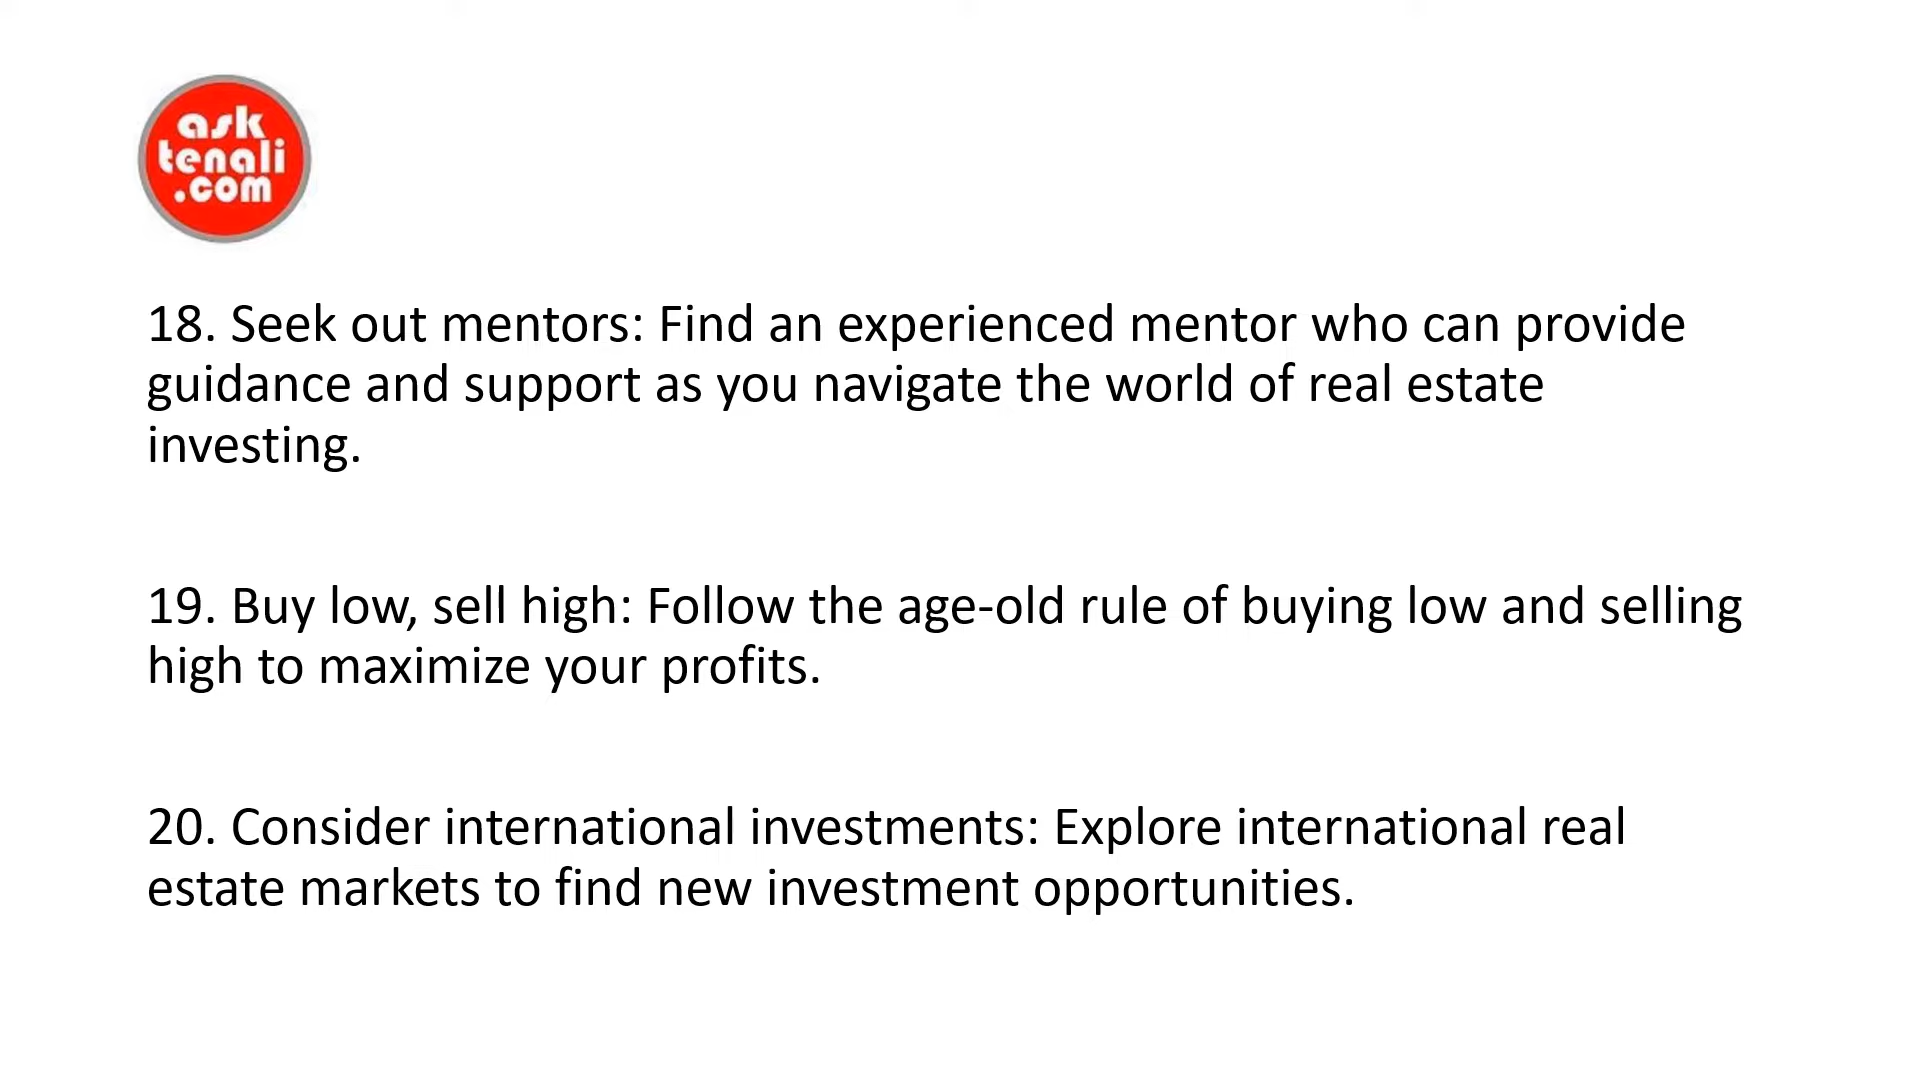 ask
tenali
.com
18. Seek out mentors: Find an experienced mentor who can provide
guidance and support as you navigate the world of real estate
investing.
19. Buy low, sell high: Follow the age-old rule of buying low and selling
high to maximize your profits.
20. Consider international investments: Explore international real
estate markets to find new investment opportunities.